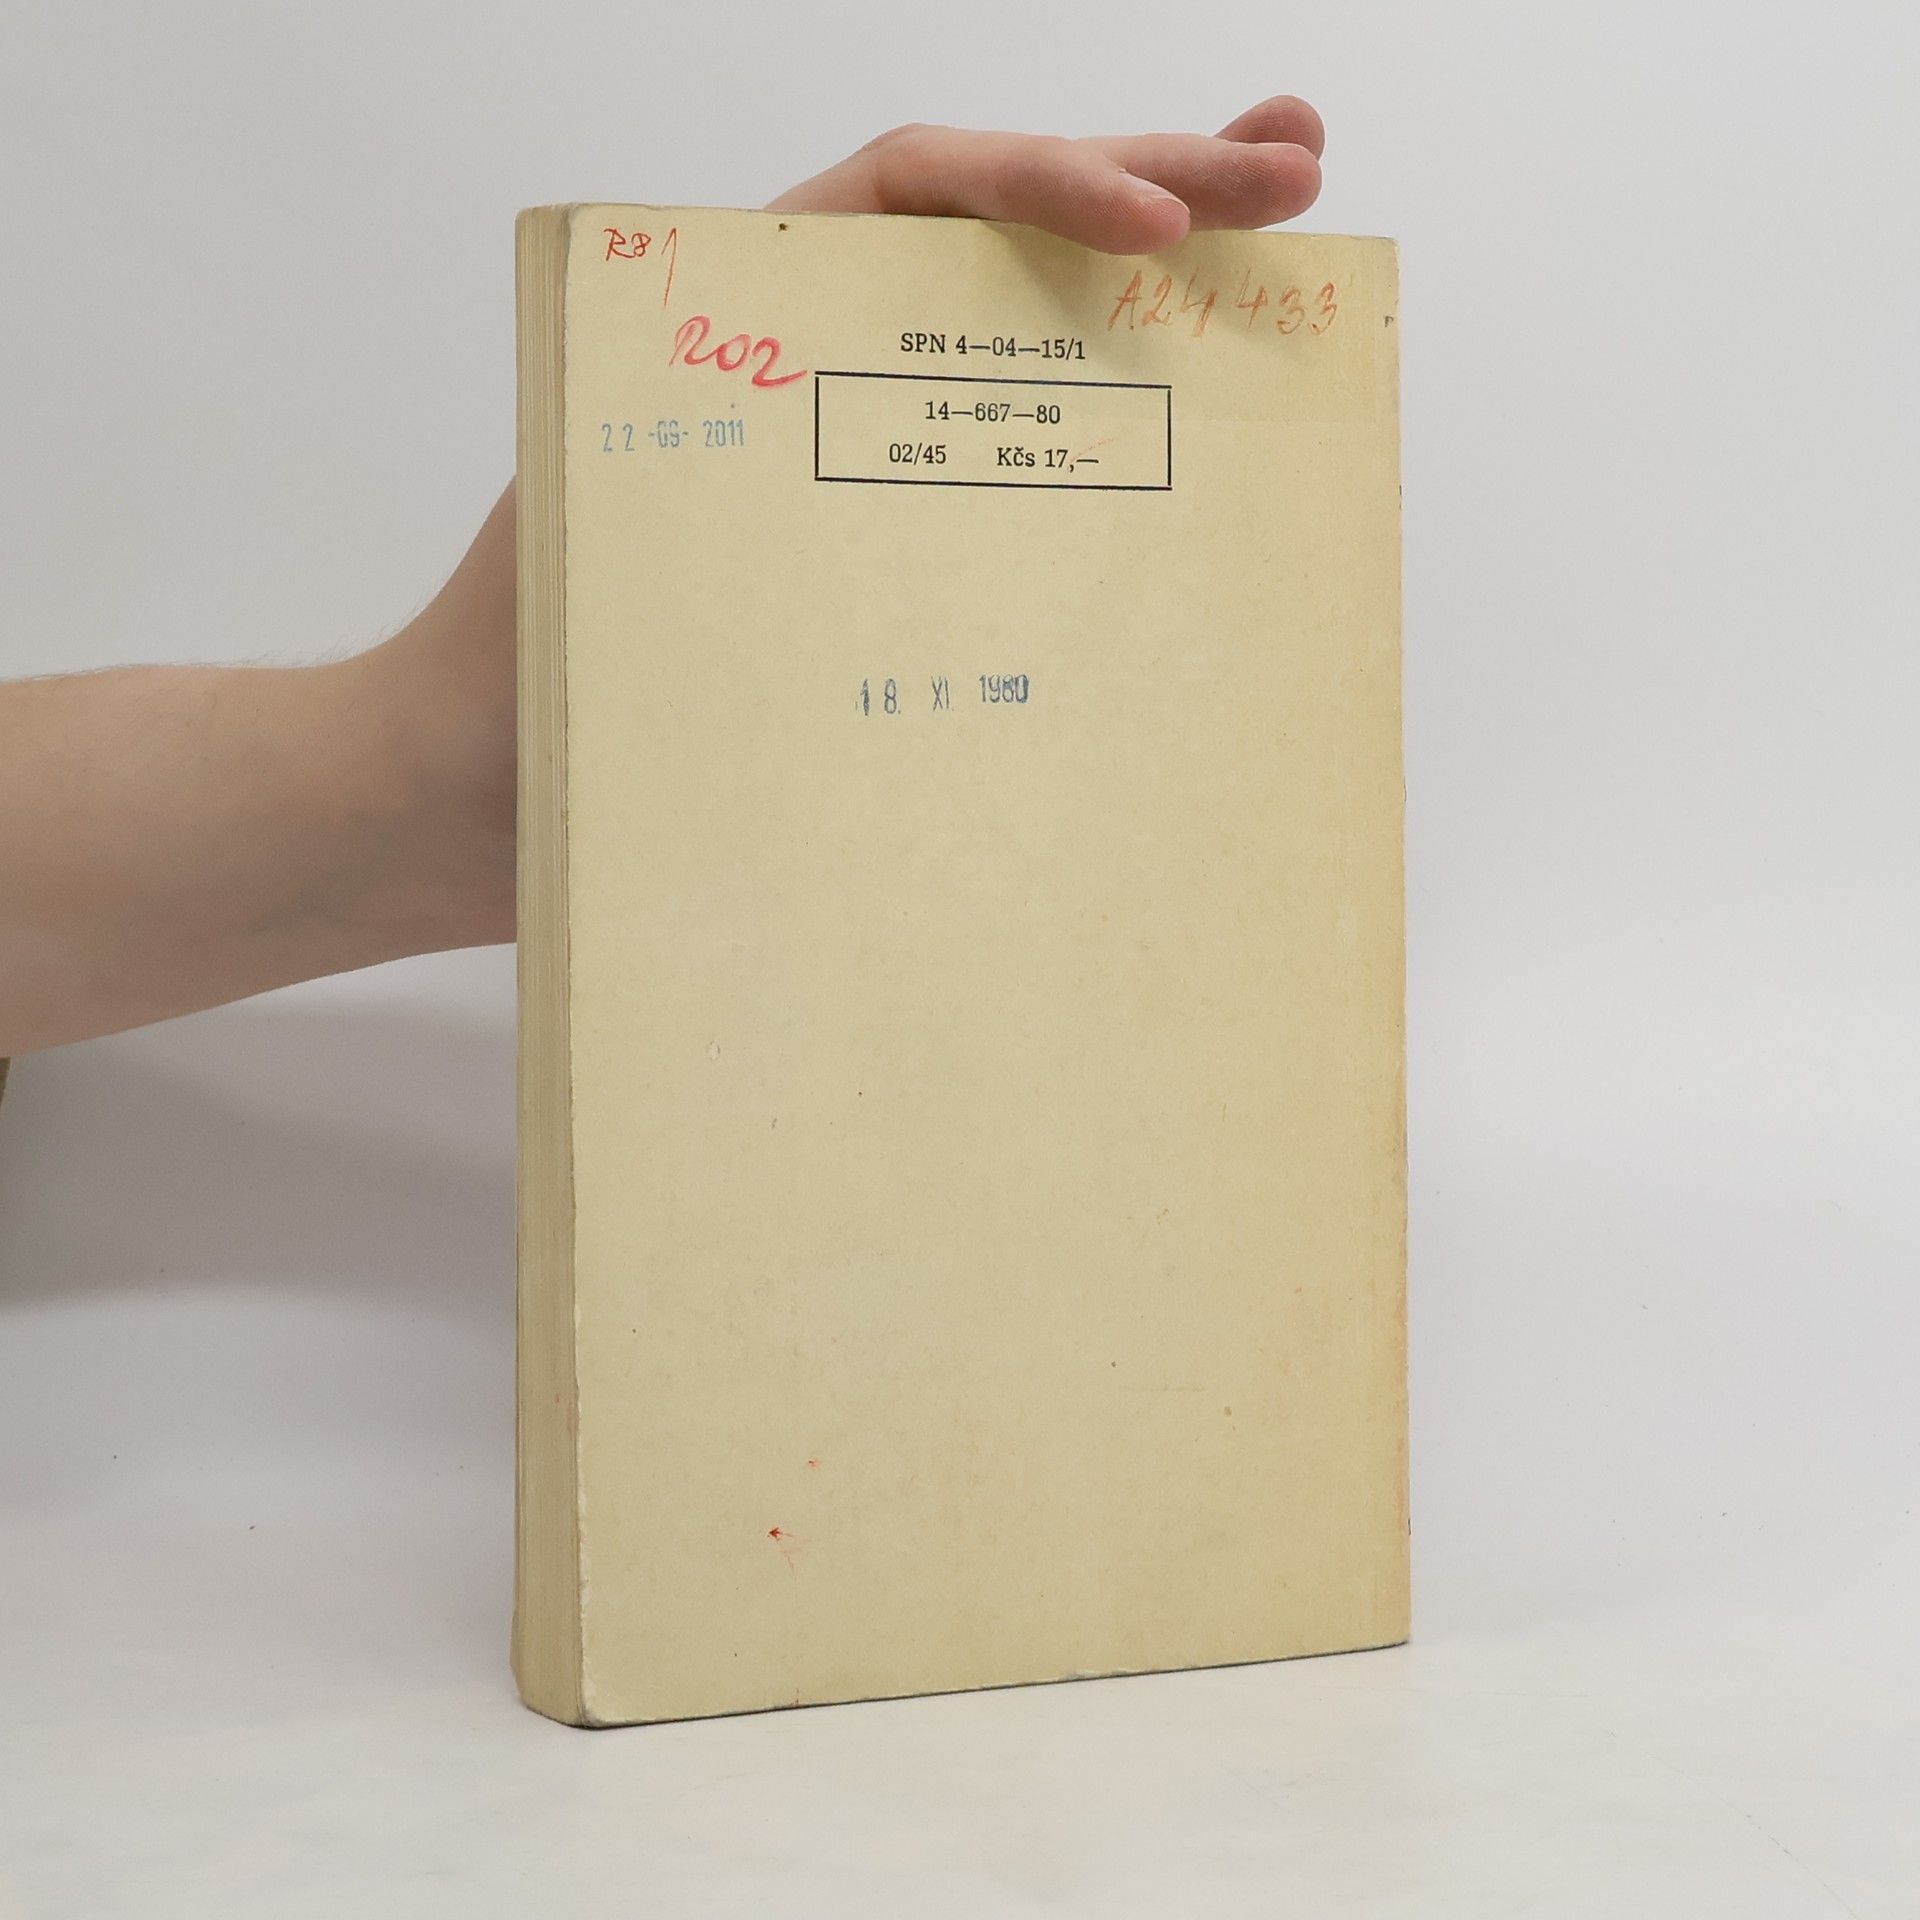 R81
A24433
SPN 4—04—15/1
202
14—667—80
02/45 Kčs 17,—
22 -09- 2011
18. XI. 1980